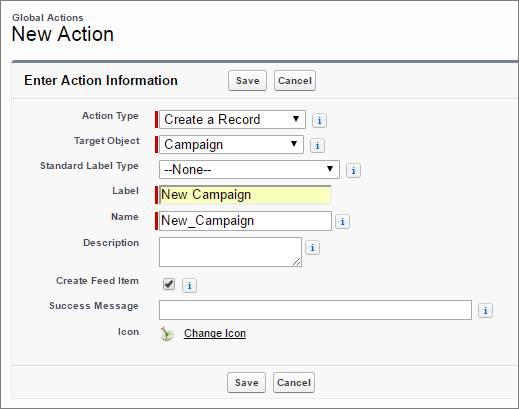 Global Actions
New Action
Enter Action Information Save Cancel
Action Type Create a Record
Target Object Campaign
Standard Label Type --None--
Label New Campaign
Name New_Campaign
Description
Create Feed Item
Success Message
Icon Change Icon
Save Cancel